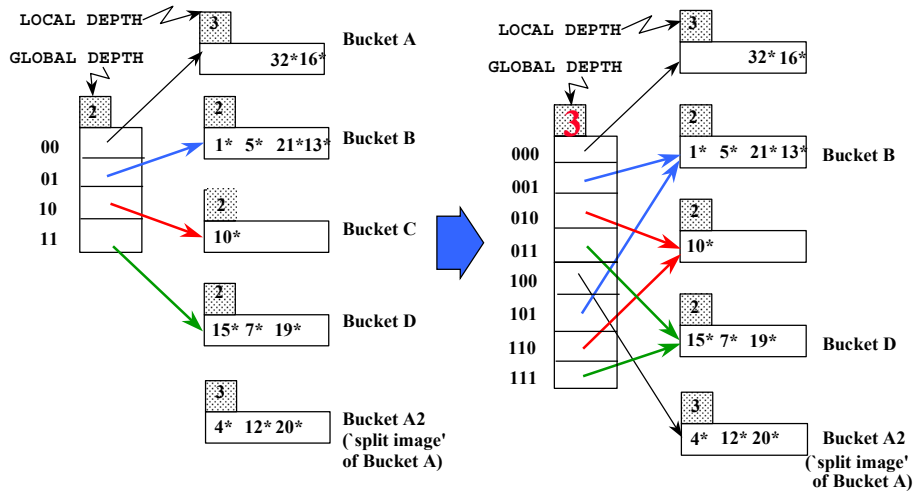 LOCAL DEPTH
3
32* 16*
Bucket A
GLOBAL DEPTH
2
00
01
10
11
2
1* 5* 21* 13*
Bucket B
2
10*
Bucket C
2
15* 7* 19*
Bucket D
3
4* 12* 20*
Bucket A2
(`split image'
of Bucket A)
LOCAL DEPTH
3
32* 16*
GLOBAL DEPTH
3
000
001
010
011
100
101
110
111
2
1* 5* 21* 13*
Bucket B
2
10*
2
15* 7* 19*
Bucket D
3
4* 12* 20*
Bucket A2
(`split image'
of Bucket A)